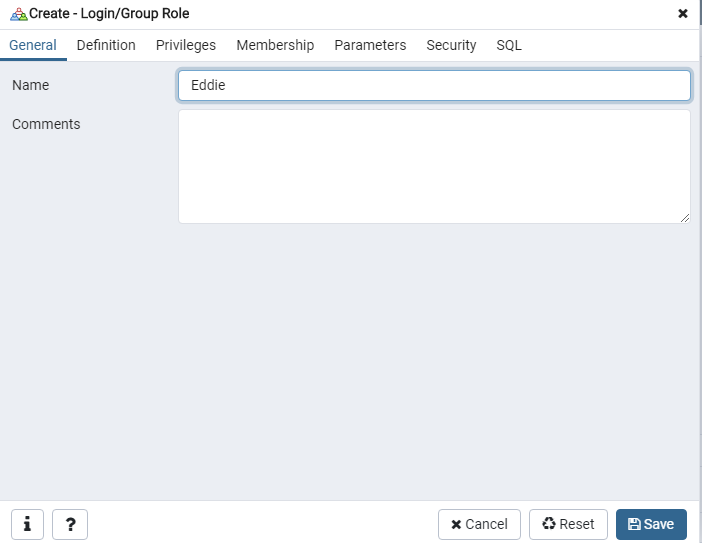 Create - Login/Group Role
General Definition Privileges Membership Parameters Security SQL
Name Eddie
Comments
i ? Cancel Reset Save